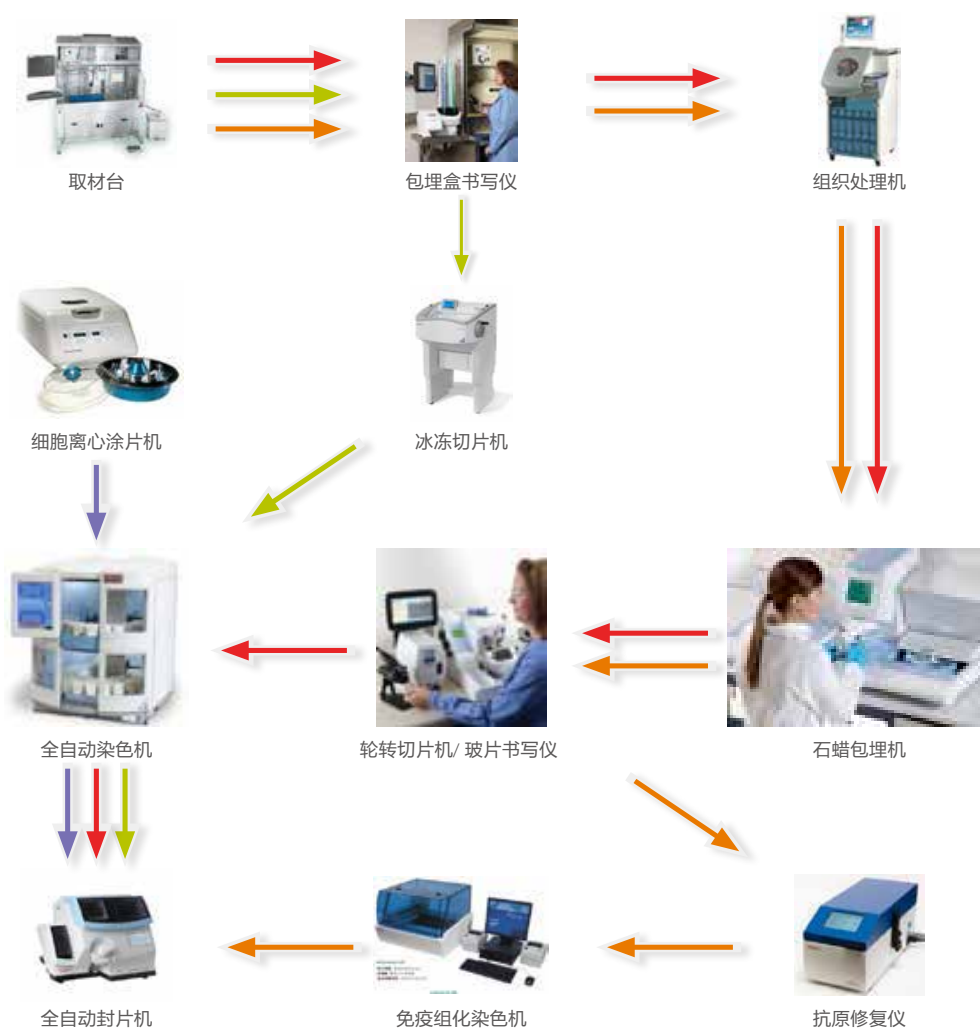 取材台
包埋盒书写仪
组织处理机
细胞离心涂片机
冰冻切片机
全自动染色机
轮转切片机/ 玻片书写仪
石蜡包埋机
全自动封片机
免疫组化染色机
抗原修复仪